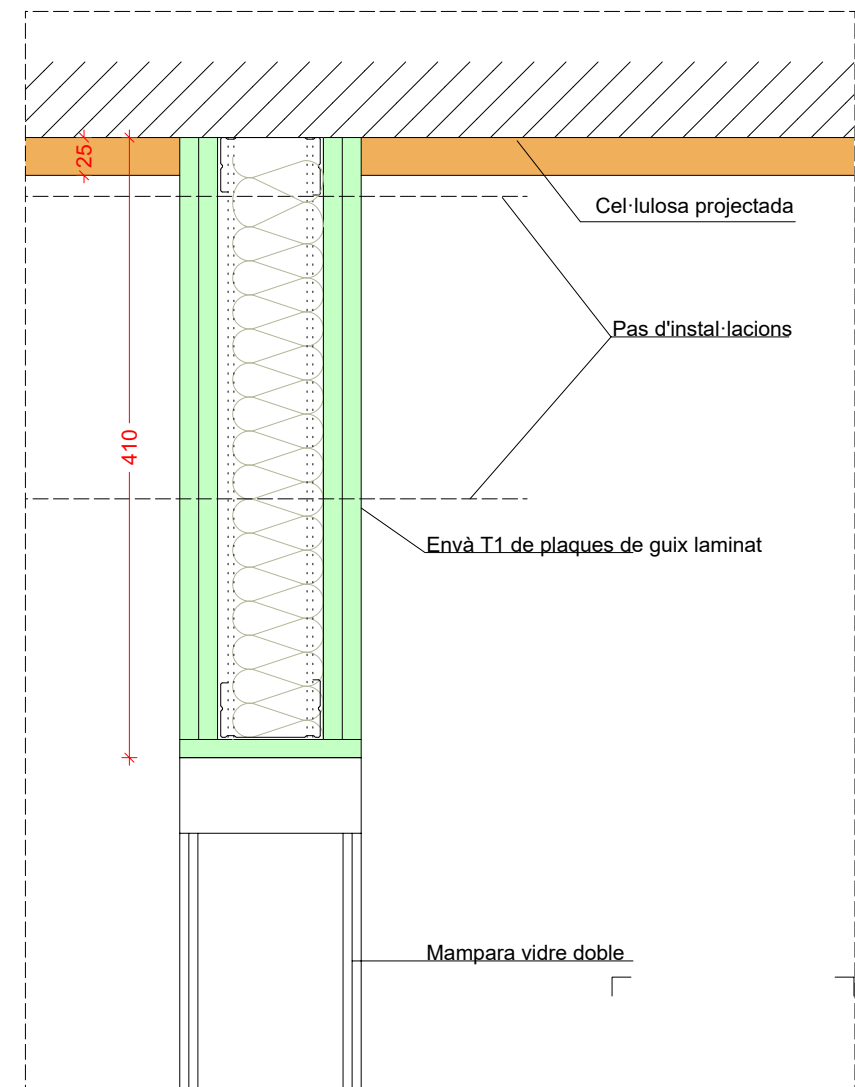 25
Cel·lulosa projectada
Pas d'instal·lacions
410
Envà T1 de plaques de guix laminat
Mampara vidre doble